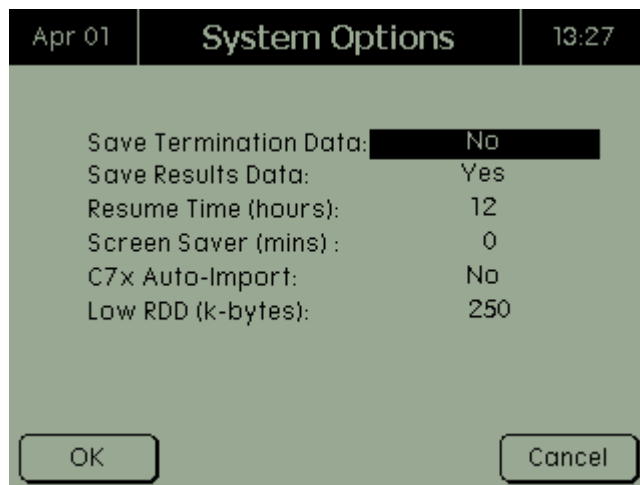 Apr 01 System Options 13:27
Save Termination Data: No
Save Results Data: Yes
Resume Time (hours): 12
Screen Saver (mins) : 0
C7x Auto-Import: No
Low RDD (k-bytes): 250
OK Cancel